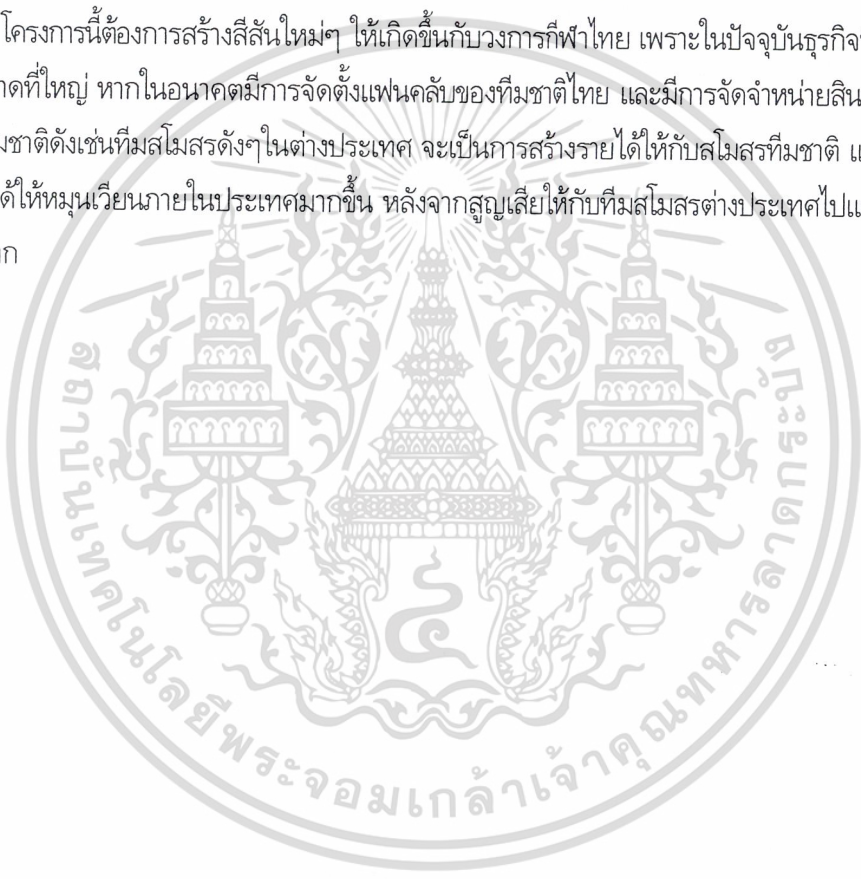 โครงการนี้ต้องการสร้างสีสันใหม่ๆ ให้เกิดขึ้นกับวงการกีฬาไทย เพราะในปัจจุบันธุรกิจ
าดที่ใหญ่ หากในอนาคตมีการจัดตั้งแฟนคลับของทีมชาติไทย และมีการจัดจำหน่ายสิน
มชาติดังเช่นทีมสโมสรดังๆในต่างประเทศ จะเป็นการสร้างรายได้ให้กับสโมสรทีมชาติ แ
ด้ให้หมุนเวียนภายในประเทศมากขึ้น หลังจากสูญเสียให้กับทีมสโมสรต่างประเทศไปแ
าก
สถาบันเทคโนโลยีพระจอมเกล้าเจ้าคุณทหารลาดกระบัง
๔